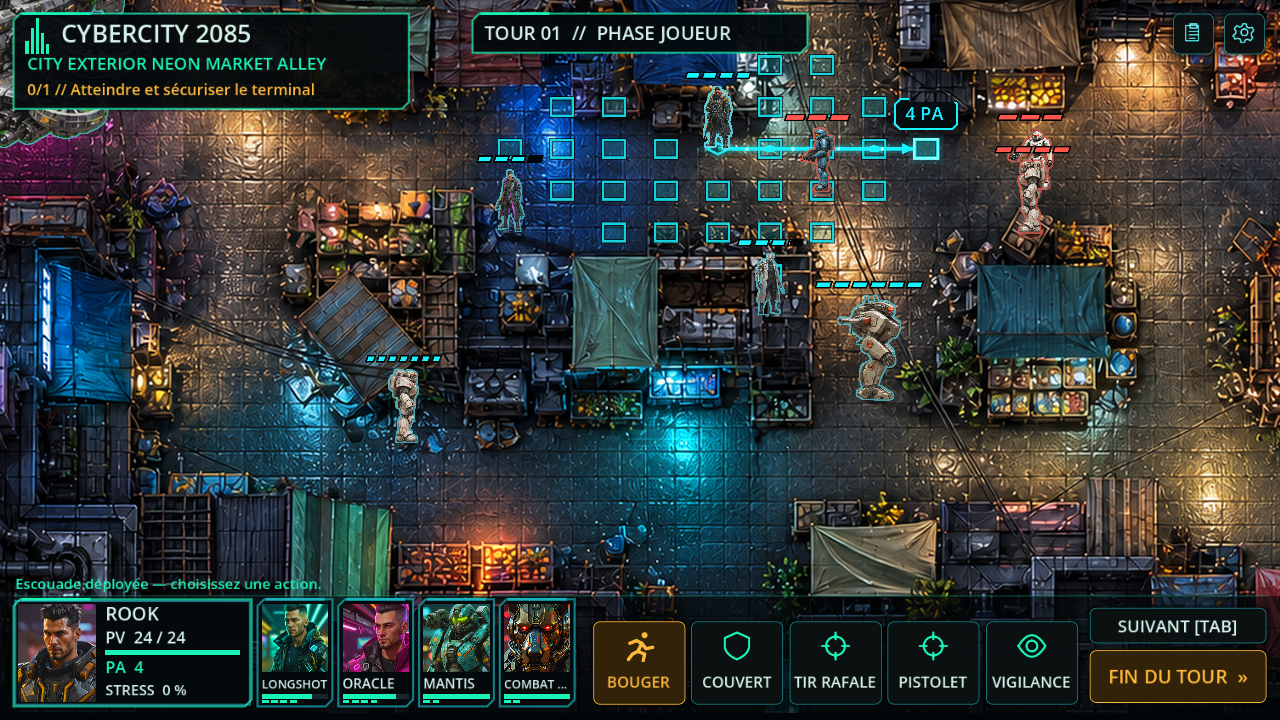 CYBERCITY 2085
CITY EXTERIOR NEON MARKET ALLEY
0/1 // Atteindre et sécuriser le terminal
TOUR 01 // PHASE JOUEUR
4 PA
Escouade déployée — choisissez une action.
ROOK
PV 24 / 24
PA 4
STRESS 0 %
LONGSHOT
ORACLE
MANTIS
COMBAT ...
BOUGER
COUVERT
TIR RAFALE
PISTOLET
VIGILANCE
SUIVANT [TAB]
FIN DU TOUR »